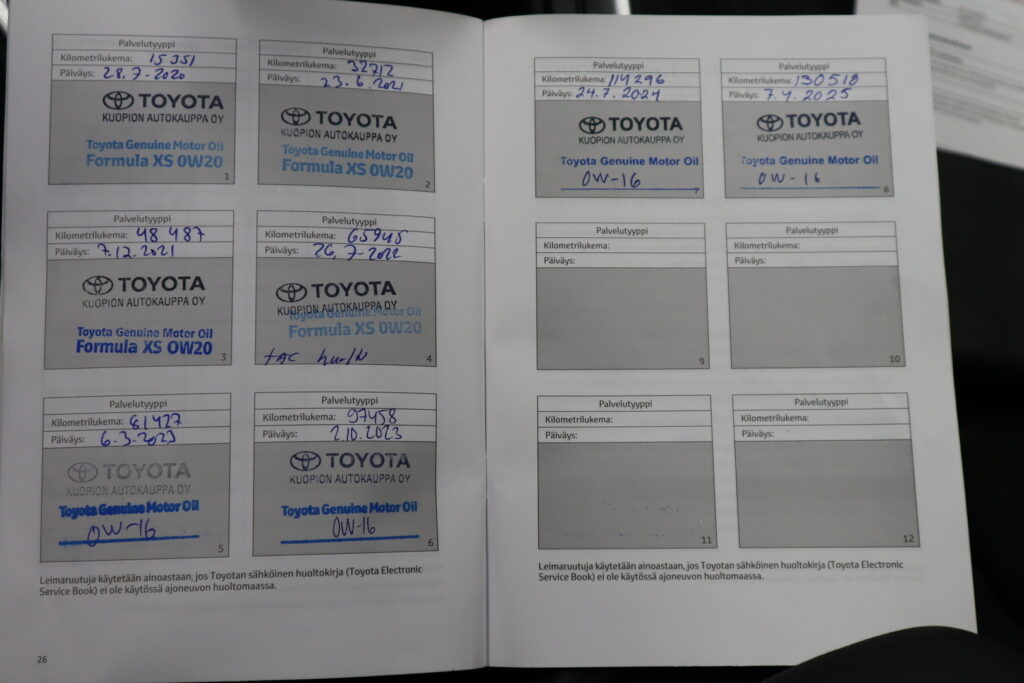 Palvelutyyppi
Kilometrilukema: 15 351
Päiväys: 28.7-2020
TOYOTA
KUOPION AUTOKAUPPA OY
Toyota Genuine Motor Oil
Formula XS 0W20
1
Palvelutyyppi
Kilometrilukema: 32712
Päiväys: 23.6.2021
TOYOTA
KUOPION AUTOKAUPPA OY
Toyota Genuine Motor Oil
Formula XS 0W20
2
Palvelutyyppi
Kilometrilukema: 48 487
Päiväys: 7.12.2021
TOYOTA
KUOPION AUTOKAUPPA OY
Toyota Genuine Motor Oil
Formula XS 0W20
3
Palvelutyyppi
Kilometrilukema: 65945
Päiväys: 26.7-2022
TOYOTA
KUOPION AUTOKAUPPA OY
Toyota Genuine Motor Oil
Formula XS 0W20
4
Palvelutyyppi
Kilometrilukema: 81427
Päiväys: 6.3.2023
TOYOTA
KUOPION AUTOKAUPPA OY
Toyota Genuine Motor Oil
0W-16
5
Palvelutyyppi
Kilometrilukema: 97458
Päiväys: 2.10.2023
TOYOTA
KUOPION AUTOKAUPPA OY
Toyota Genuine Motor Oil
0W-16
6
Leimaruutuja käytetään ainoastaan, jos Toyotan sähköinen huoltokirja (Toyota Electronic
Service Book) ei ole käytössä ajoneuvon huoltomaassa.
26
Palvelutyyppi
Kilometrilukema: 114296
Päiväys: 24.7.2024
TOYOTA
KUOPION AUTOKAUPPA OY
Toyota Genuine Motor Oil
0W-16
7
Palvelutyyppi
Kilometrilukema: 130518
Päiväys: 7.4.2025
TOYOTA
KUOPION AUTOKAUPPA OY
Toyota Genuine Motor Oil
0W-16
8
Palvelutyyppi
Kilometrilukema:
Päiväys:
9
Palvelutyyppi
Kilometrilukema:
Päiväys:
10
Palvelutyyppi
Kilometrilukema:
Päiväys:
11
Palvelutyyppi
Kilometrilukema:
Päiväys:
12
Leimaruutuja käytetään ainoastaan, jos Toyotan sähköinen huoltokirja (Toyota Electronic
Service Book) ei ole käytössä ajoneuvon huoltomaassa.